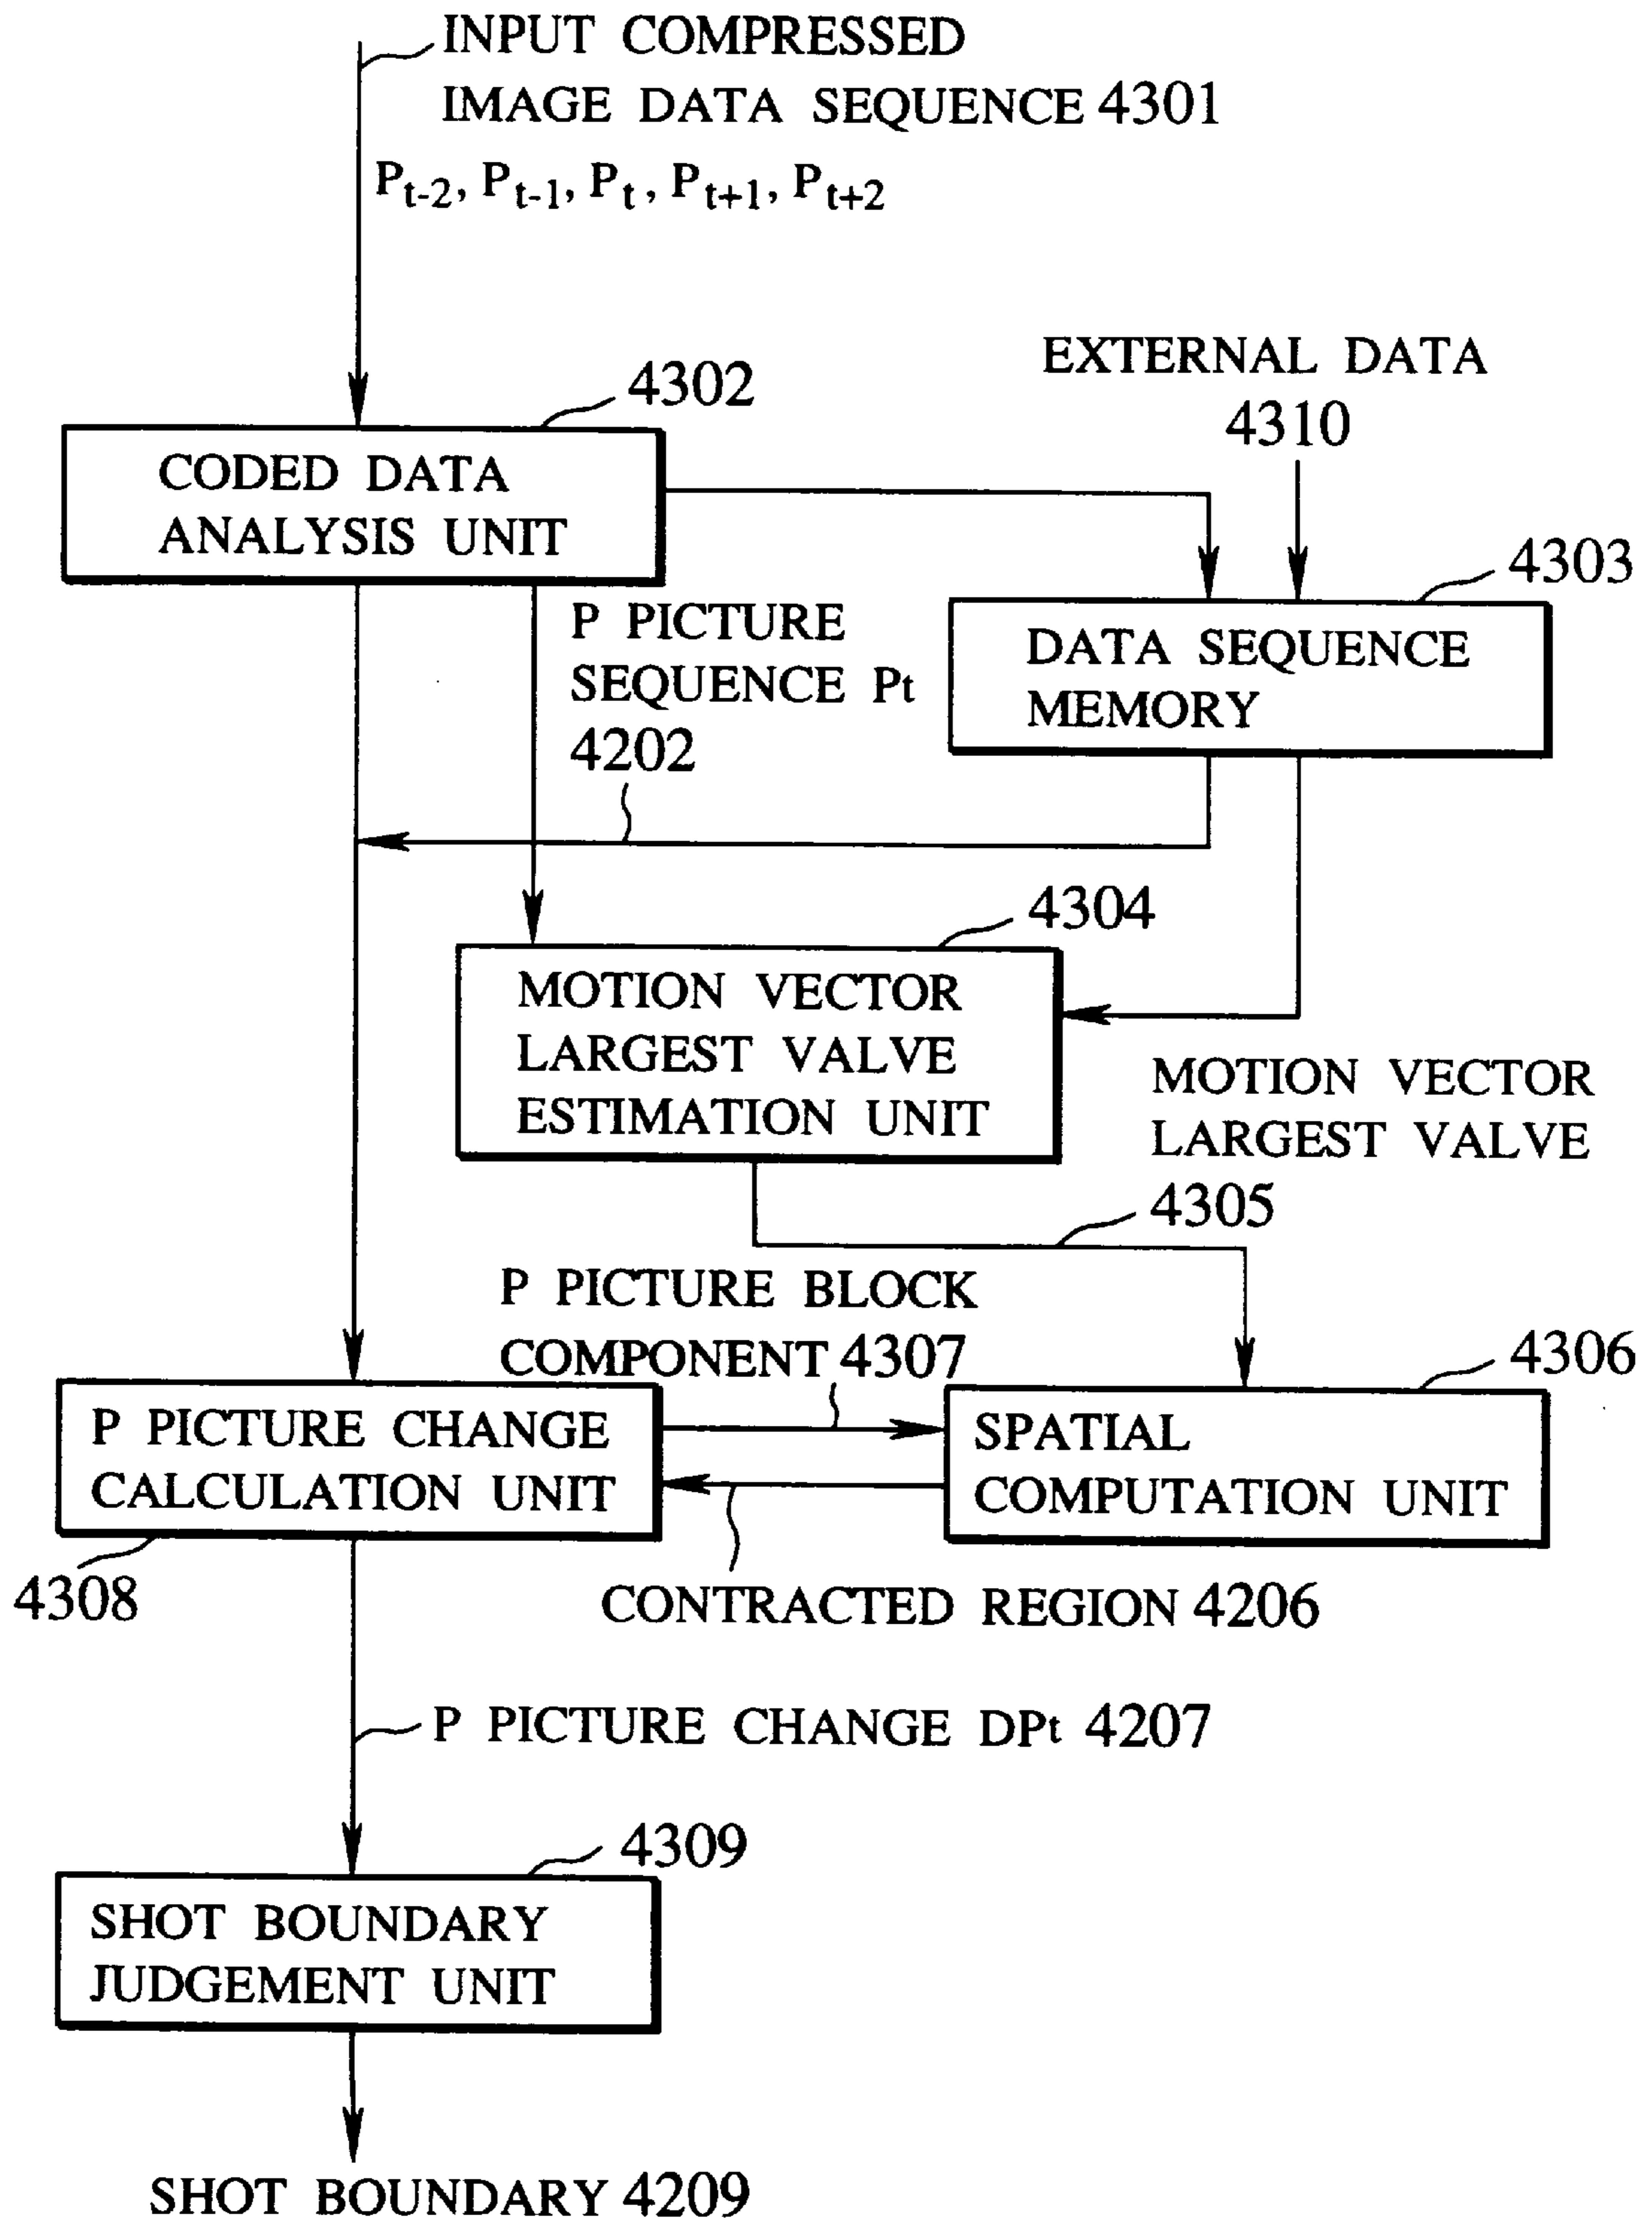 INPUT COMPRESSED
IMAGE DATA SEQUENCE 4301
Pt-2, Pt-1, Pt, Pt+1, Pt+2
EXTERNAL DATA
4310
4302
CODED DATA
ANALYSIS UNIT
4303
DATA SEQUENCE
MEMORY
P PICTURE
SEQUENCE Pt
4202
4304
MOTION VECTOR
LARGEST VALVE
ESTIMATION UNIT
MOTION VECTOR
LARGEST VALVE
4305
P PICTURE BLOCK
COMPONENT 4307
4306
P PICTURE CHANGE
CALCULATION UNIT
SPATIAL
COMPUTATION UNIT
4308
CONTRACTED REGION 4206
P PICTURE CHANGE DPt 4207
4309
SHOT BOUNDARY
JUDGEMENT UNIT
SHOT BOUNDARY 4209